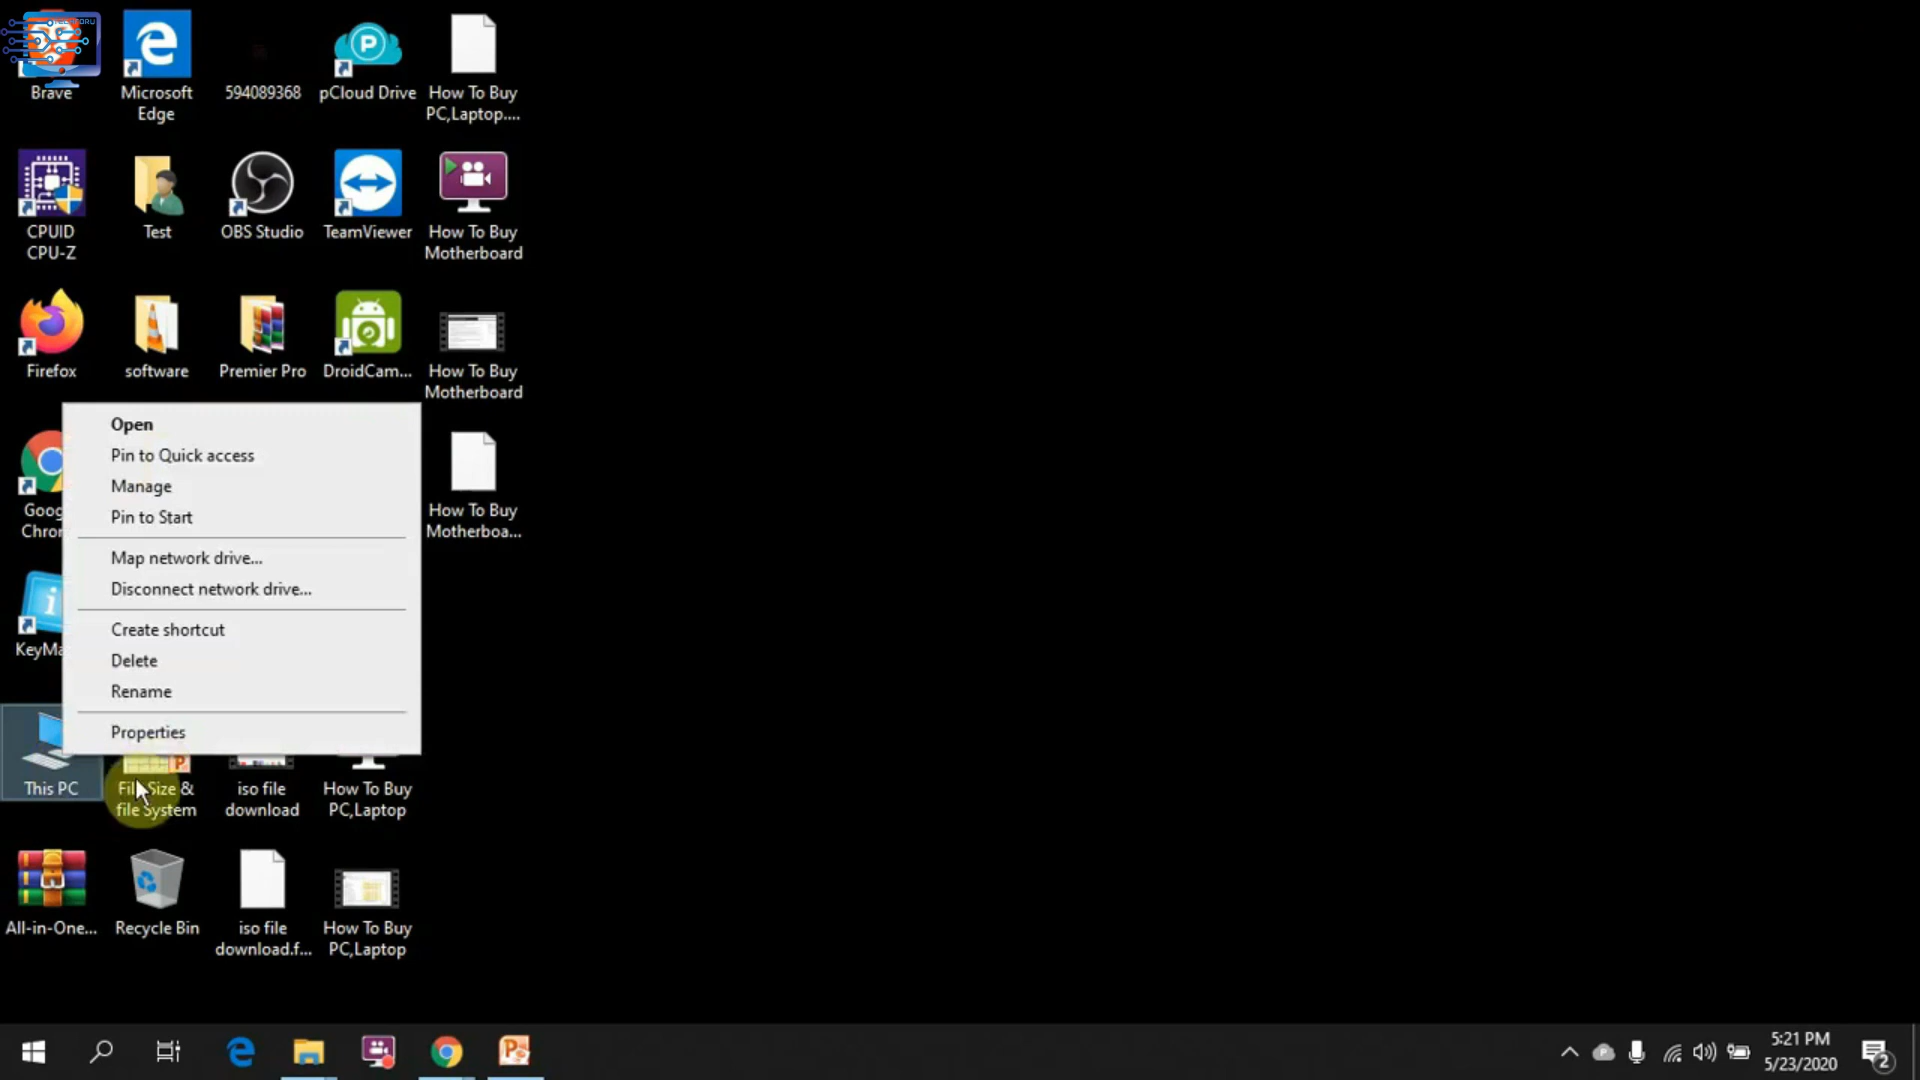 Brave
Microsoft
Edge
594089368
pCloud Drive
How To Buy
PC,Laptop....
CPUID
CPU-Z
Test
OBS Studio
TeamViewer
How To Buy
Motherboard
Firefox
software
Premier Pro
DroidCam...
How To Buy
Motherboard
Goog
Chron
How To Buy
Motherboa...
KeyMa
Open
Pin to Quick access
Manage
Pin to Start
Map network drive...
Disconnect network drive...
Create shortcut
Delete
Rename
Properties
This PC
File Size &
file System
iso file
download
How To Buy
PC,Laptop
All-in-One...
Recycle Bin
iso file
download.f...
How To Buy
PC,Laptop
5:21 PM
5/23/2020
2